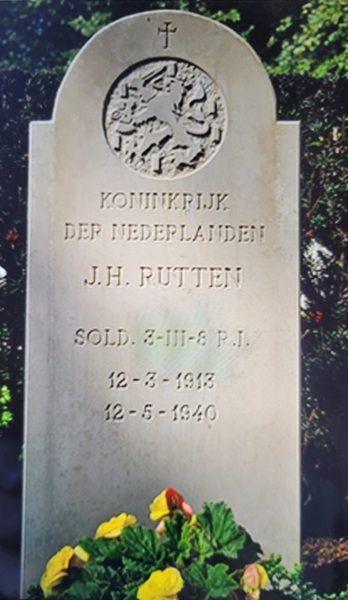 KONINKRIJK
DER NEDERLANDEN
J.H. RUTTEN
SOLD. 3-III-8 R.I.
12-3-1913
12-5-1940